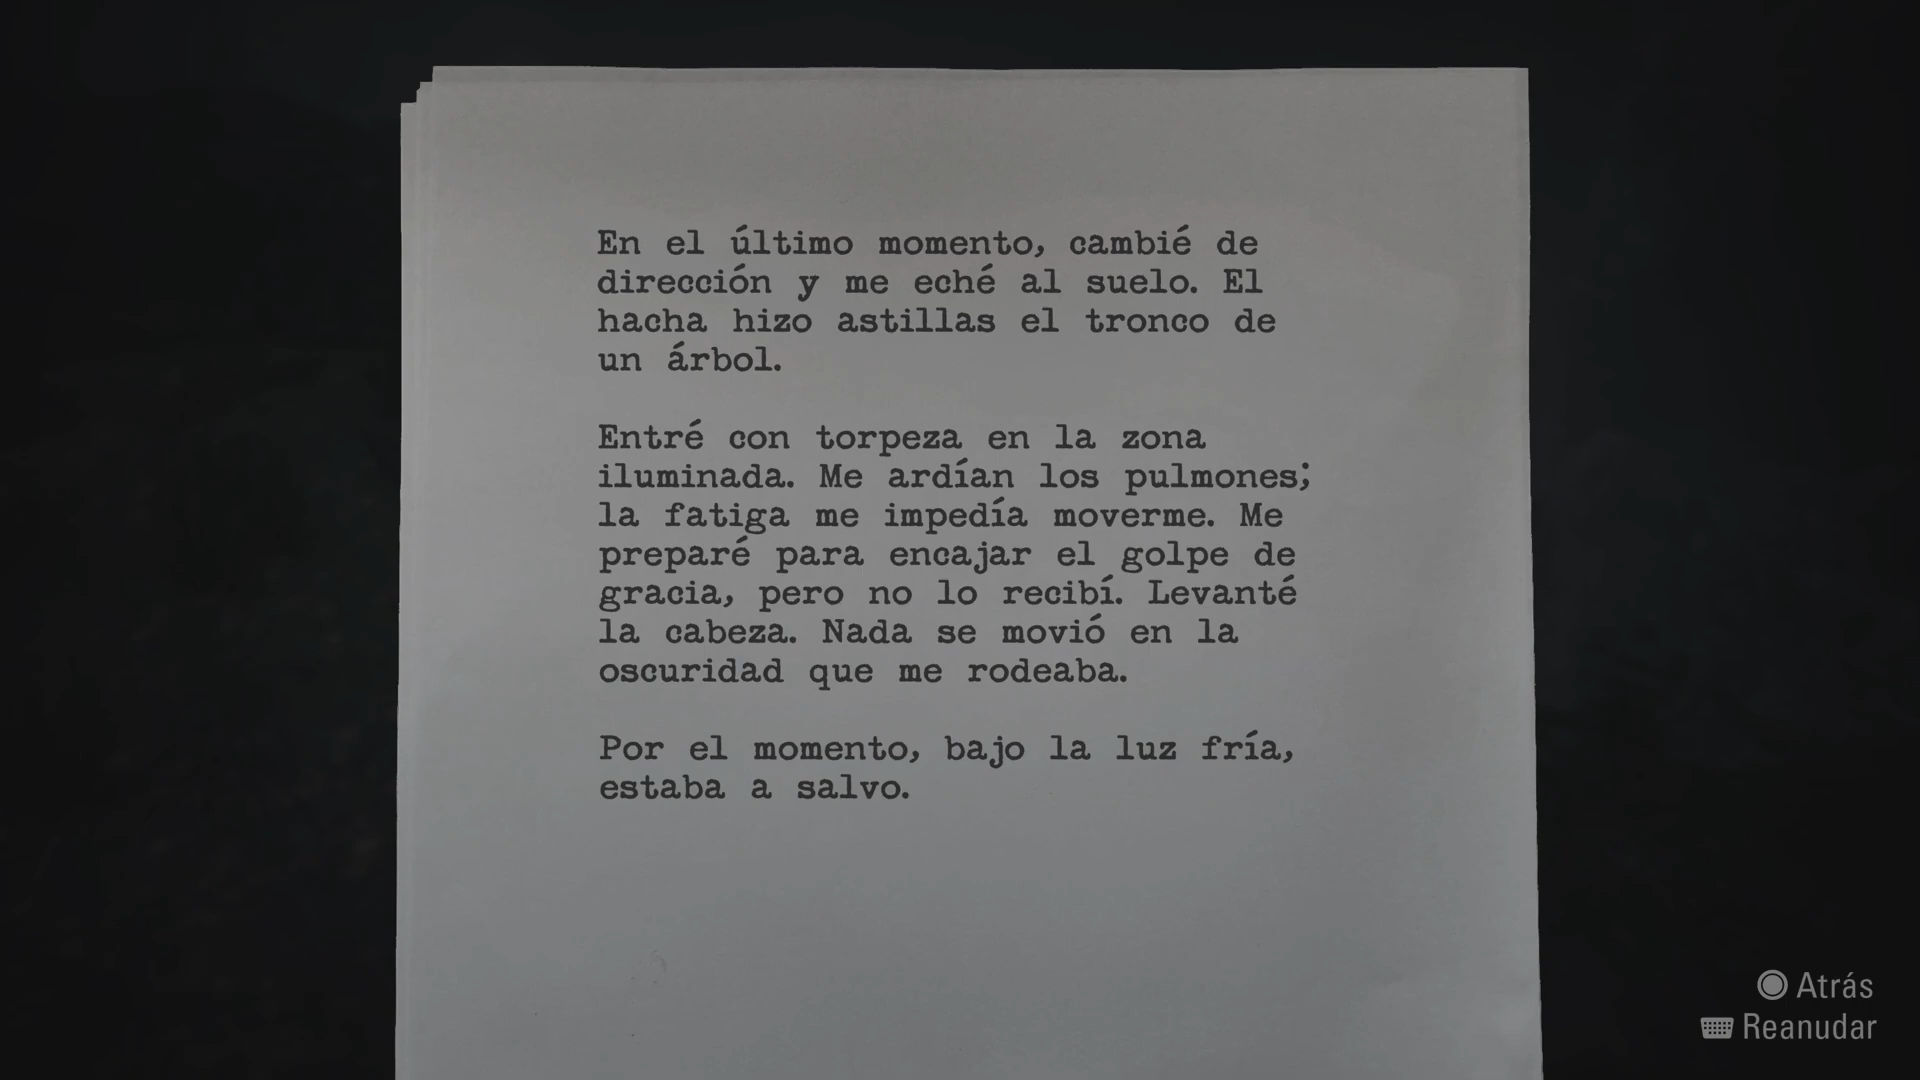 En el último momento, cambié de
dirección y me eché al suelo. El
hacha hizo astillas el tronco de
un árbol.
Entré con torpeza en la zona
iluminada. Me ardían los pulmones;
la fatiga me impedía moverme. Me
preparé para encajar el golpe de
gracia, pero no lo recibí. Levanté
la cabeza. Nada se movió en la
oscuridad que me rodeaba.
Por el momento, bajo la luz fría,
estaba a salvo.
Atrás
Reanudar